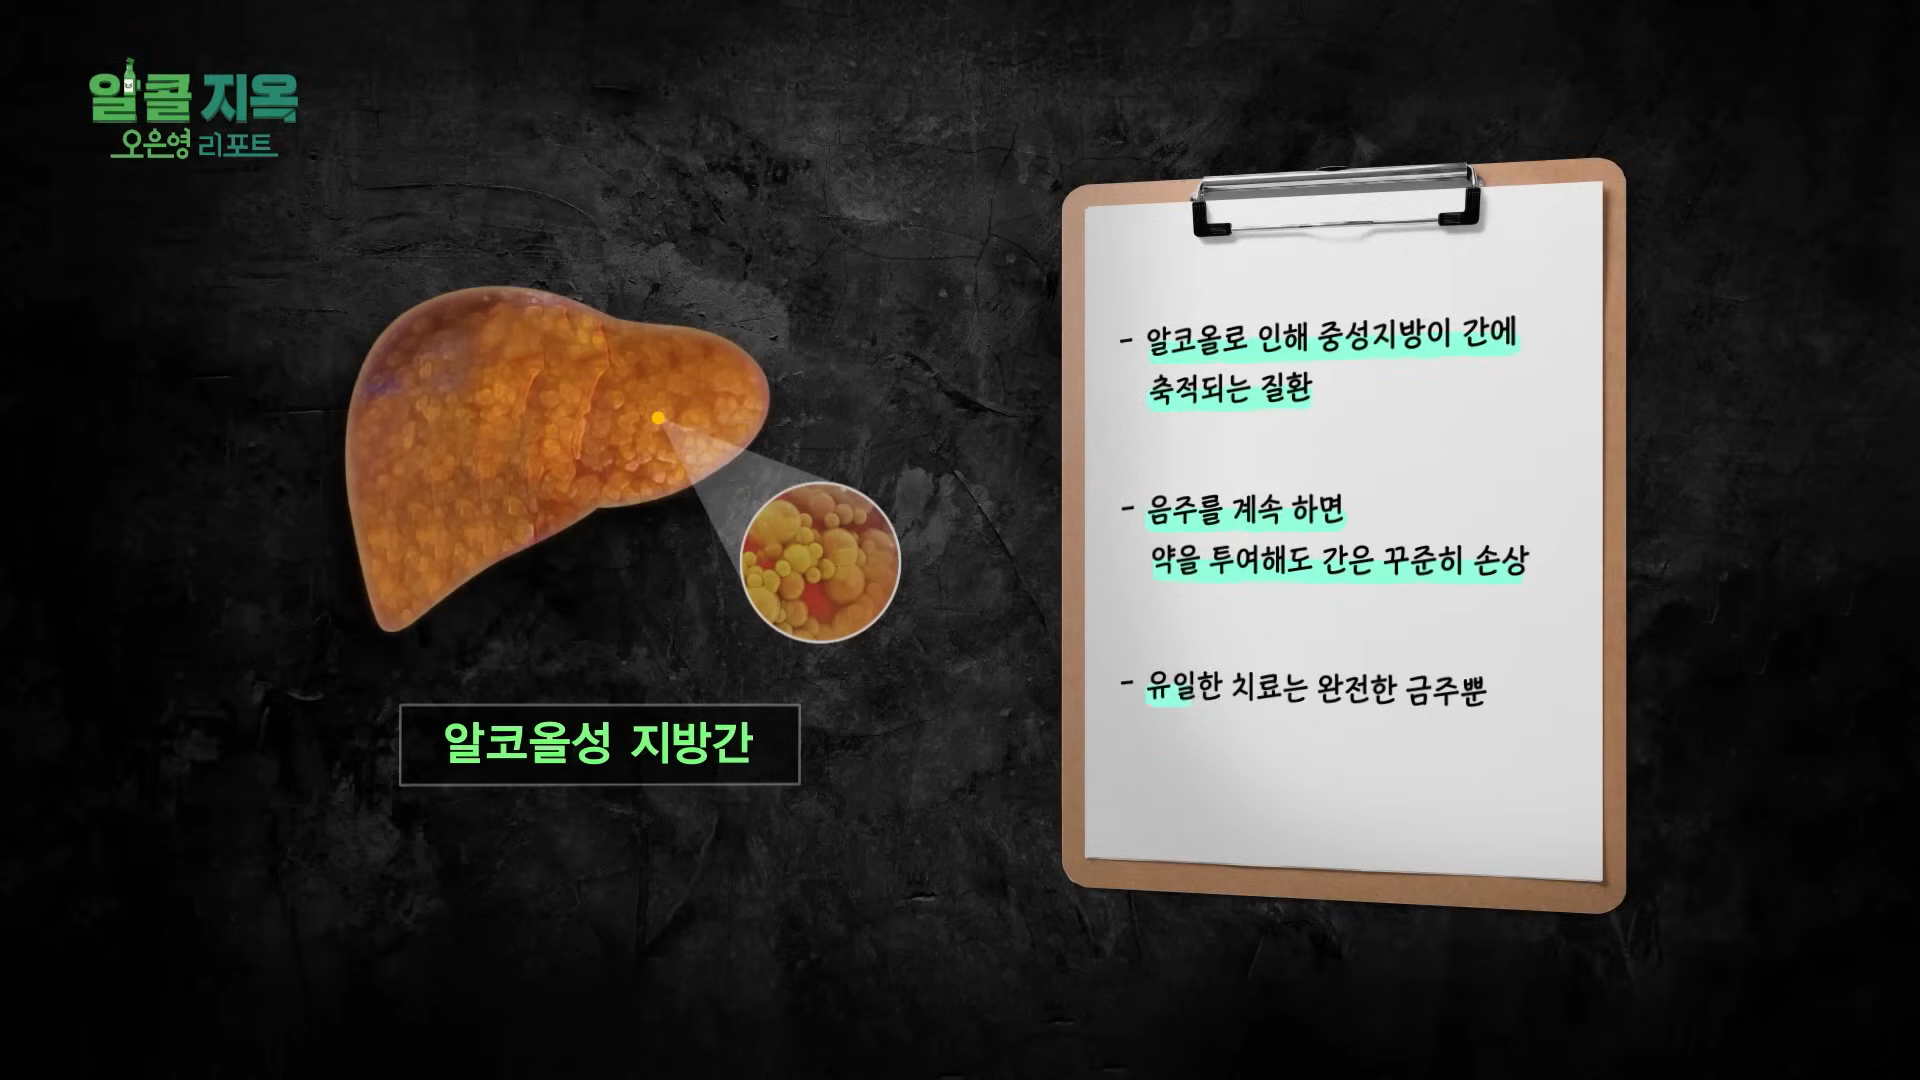 알콜 지옥
오은영 리포트
- 알코올로 인해 중성지방이 간에
축적되는 질환
- 음주를 계속 하면
약을 투여해도 간은 꾸준히 손상
- 유일한 치료는 완전한 금주뿐
알코올성 지방간